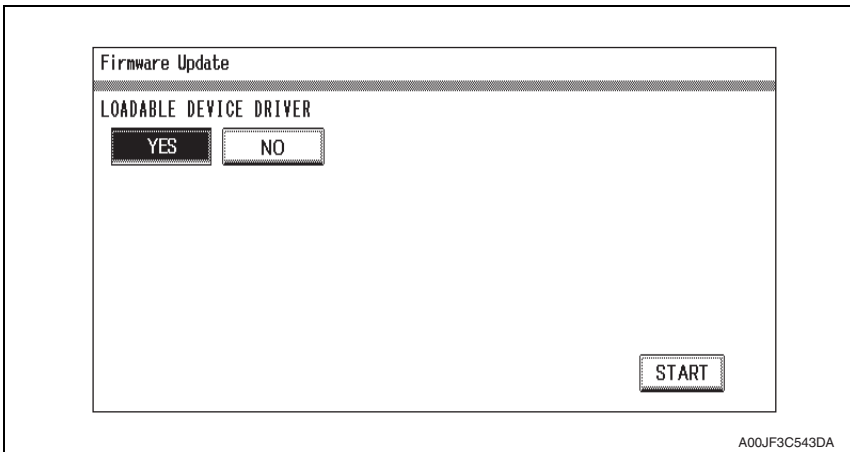 Firmware Update
LOADABLE DEVICE DRIVER
YES NO
START
A00JF3C543DA